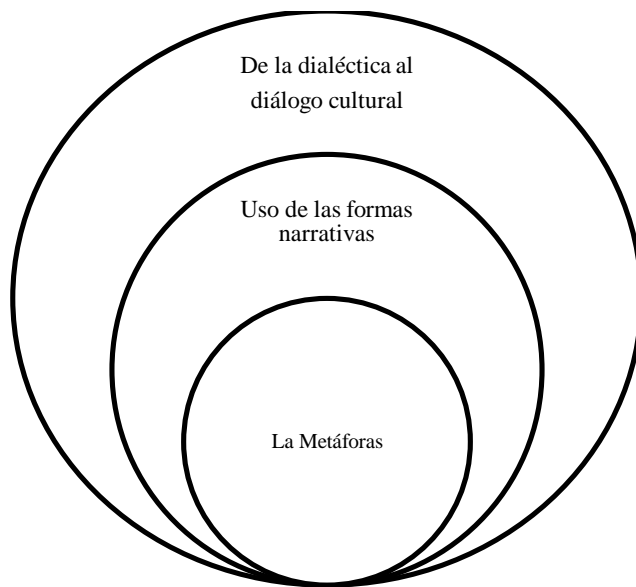 De la dialéctica al
diálogo cultural
Uso de las formas
narrativas
La Metáforas